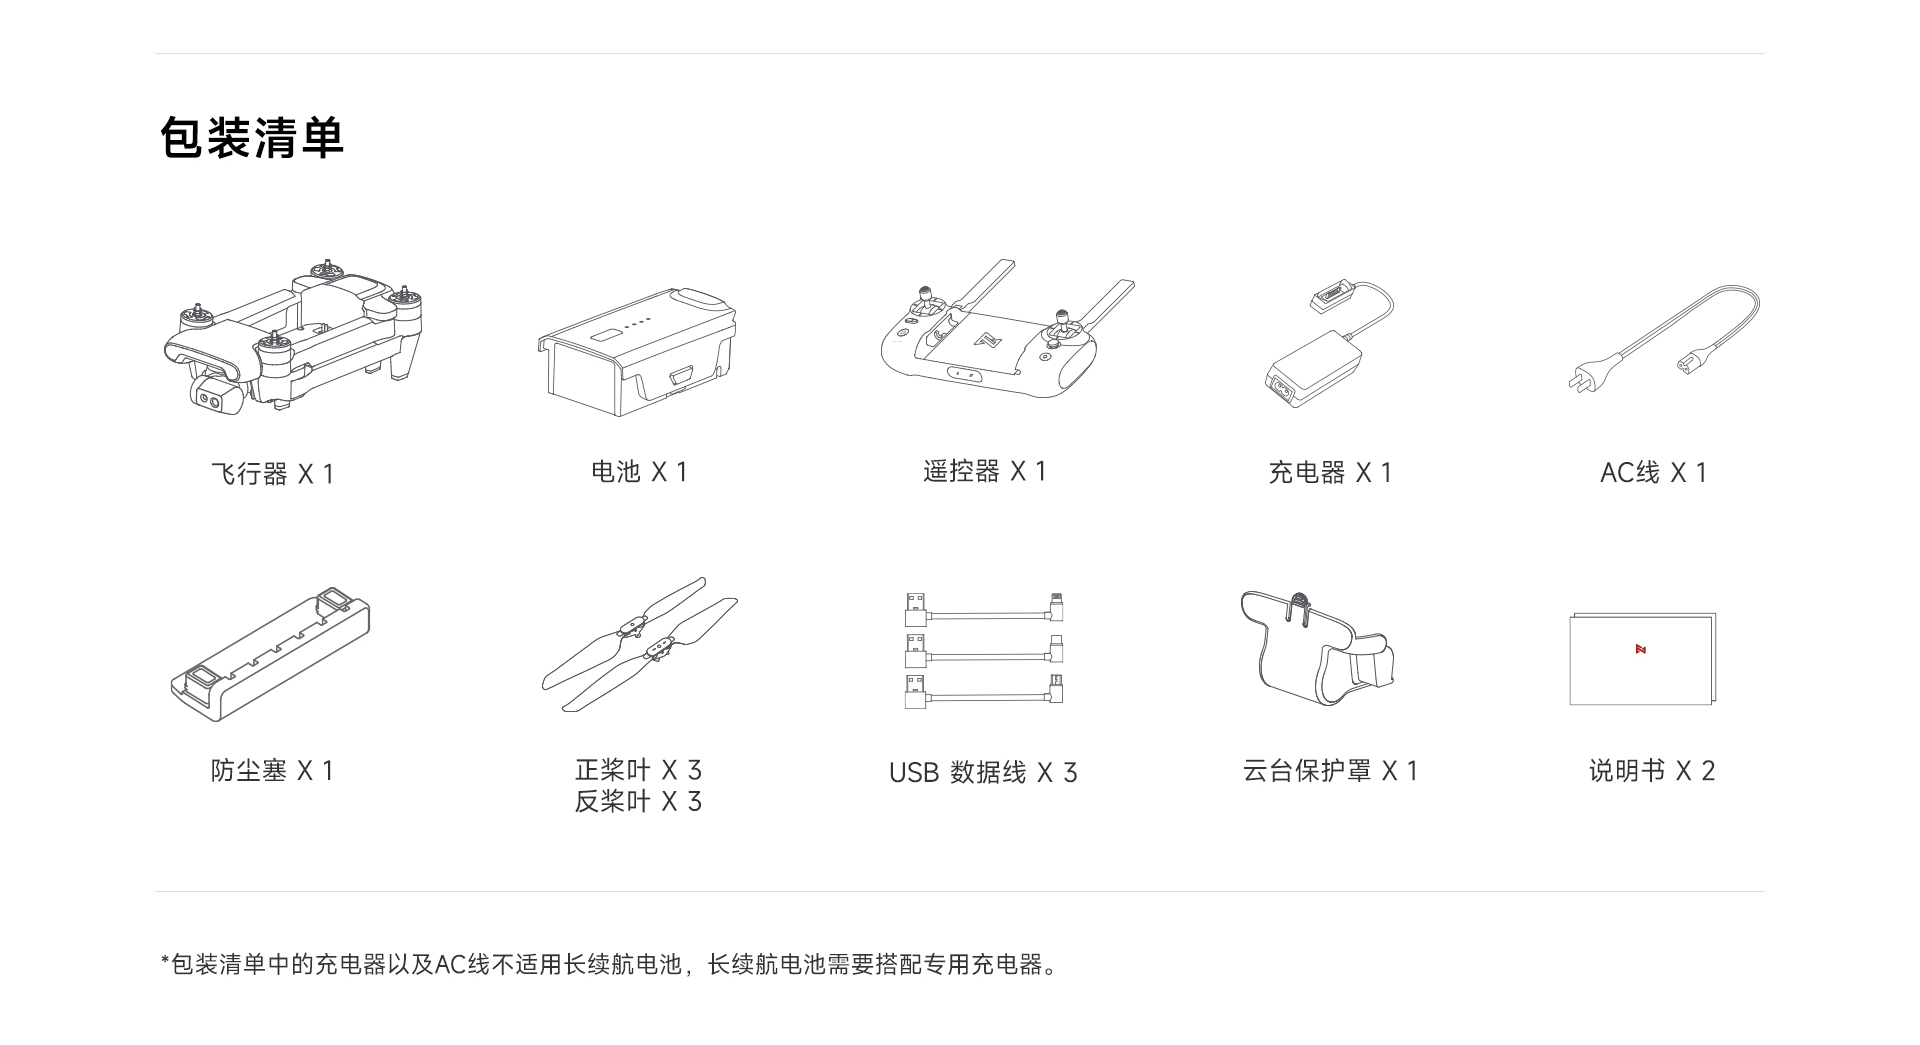 包装清单
飞行器 X 1
电池 X 1
遥控器 X 1
充电器 X 1
AC线 X 1
防尘塞 X 1
正桨叶 X 3
反桨叶 X 3
USB 数据线 X 3
云台保护罩 X 1
说明书 X 2
*包装清单中的充电器以及AC线不适用长续航电池，长续航电池需要搭配专用充电器。